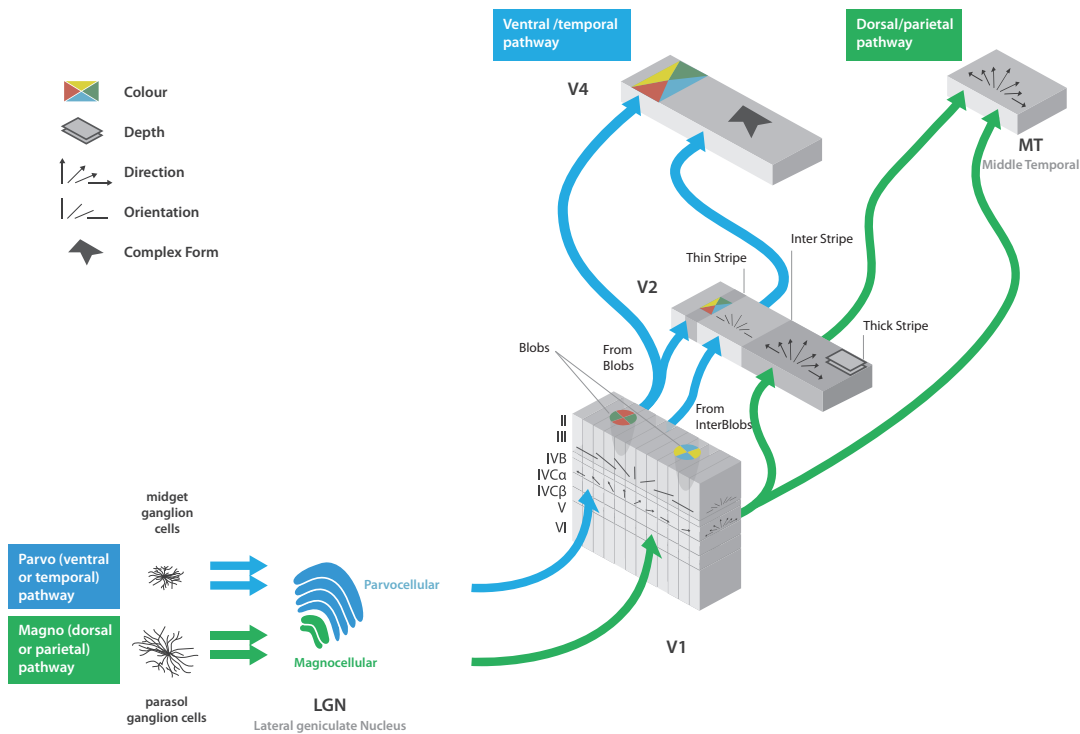 Ventral /temporal
pathway
Dorsal/parietal
pathway
Colour
Depth
Direction
Orientation
Complex Form
V4
MT
Middle Temporal
Inter Stripe
Thin Stripe
V2
Thick Stripe
Blobs
From
Blobs
From
InterBlobs
II
III
IVB
IVCα
IVCβ
V
VI
midget
ganglion
cells
Parvo (ventral
or temporal)
pathway
Parvocellular
Magno (dorsal
or parietal)
pathway
Magnocellular
V1
parasol
ganglion cells
LGN
Lateral geniculate Nucleus